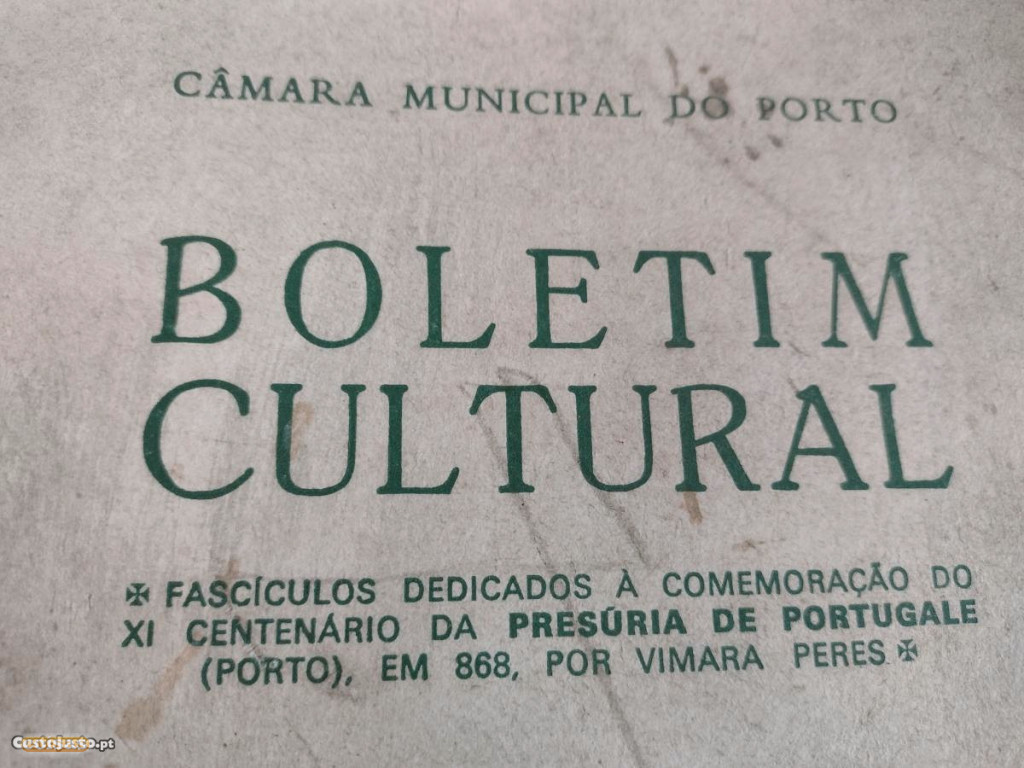 CÂMARA MUNICIPAL DO PORTO
BOLETIM
CULTURAL
✠ FASCÍCULOS DEDICADOS À COMEMORAÇÃO DO
XI CENTENÁRIO DA PRESÚRIA DE PORTUGALE
(PORTO), EM 868, POR VIMARA PERES ✠
Custojusto.pt